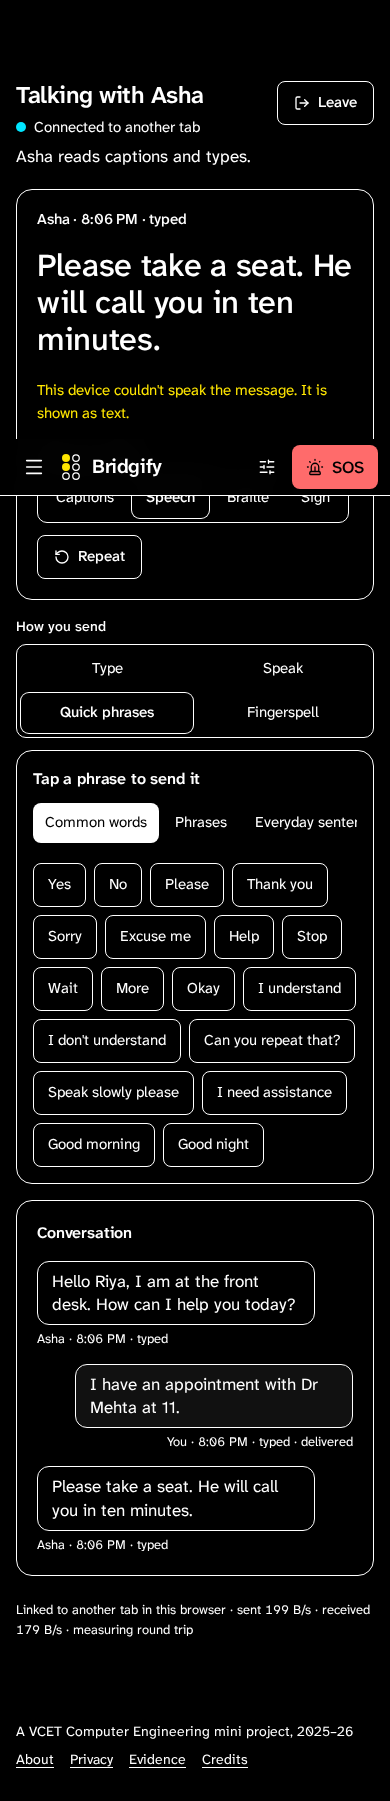 Talking with Asha
Leave
Connected to another tab
Asha reads captions and types.
Asha · 8:06 PM · typed
Please take a seat. He
will call you in ten
minutes.
This device couldn't speak the message. It is
shown as text.
Bridgify
SOS
Captions Speech Braille Sign
Repeat
How you send
Type Speak
Quick phrases Fingerspell
Tap a phrase to send it
Common words Phrases Everyday senter
Yes No Please Thank you
Sorry Excuse me Help Stop
Wait More Okay I understand
I don't understand Can you repeat that?
Speak slowly please I need assistance
Good morning Good night
Conversation
Hello Riya, I am at the front
desk. How can I help you today?
Asha · 8:06 PM · typed
I have an appointment with Dr
Mehta at 11.
You · 8:06 PM · typed · delivered
Please take a seat. He will call
you in ten minutes.
Asha · 8:06 PM · typed
Linked to another tab in this browser · sent 199 B/s · received
179 B/s · measuring round trip
A VCET Computer Engineering mini project, 2025–26
About Privacy Evidence Credits